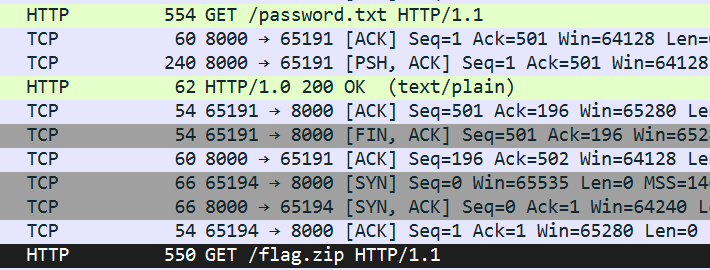 HTTP 554 GET /password.txt HTTP/1.1
TCP 60 8000 → 65191 [ACK] Seq=1 Ack=501 Win=64128 Len=
TCP 240 8000 → 65191 [PSH, ACK] Seq=1 Ack=501 Win=64128
HTTP 62 HTTP/1.0 200 OK (text/plain)
TCP 54 65191 → 8000 [ACK] Seq=501 Ack=196 Win=65280 Le
TCP 54 65191 → 8000 [FIN, ACK] Seq=501 Ack=196 Win=652
TCP 60 8000 → 65191 [ACK] Seq=196 Ack=502 Win=64128 Le
TCP 66 65194 → 8000 [SYN] Seq=0 Win=65535 Len=0 MSS=14
TCP 66 8000 → 65194 [SYN, ACK] Seq=0 Ack=1 Win=64240 L
TCP 54 65194 → 8000 [ACK] Seq=1 Ack=1 Win=65280 Len=0
HTTP 550 GET /flag.zip HTTP/1.1